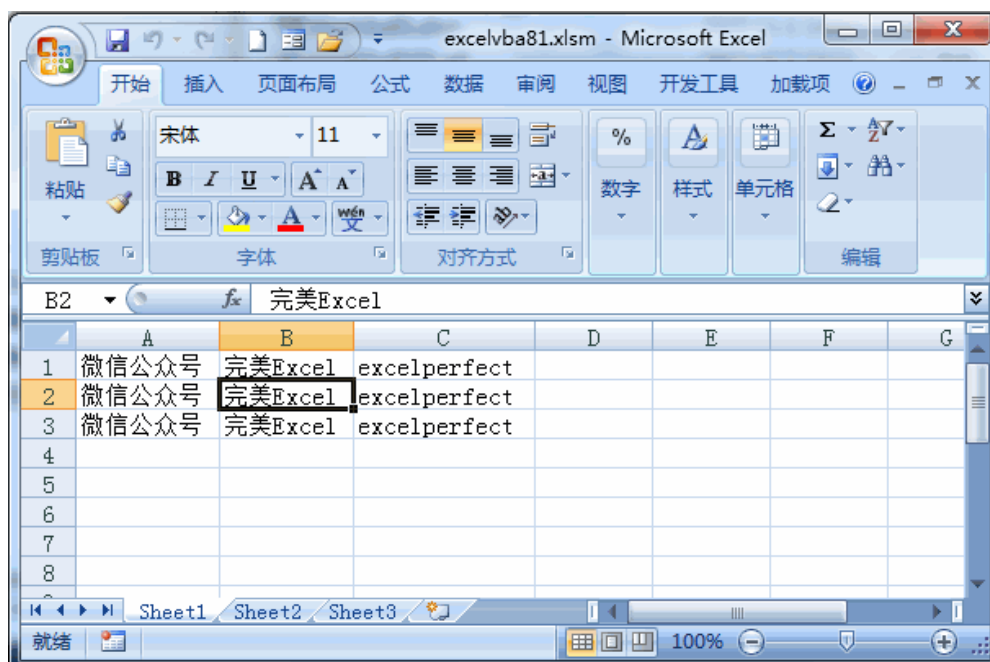 excelvba81.xlsm - Microsoft Excel
开始 插入 页面布局 公式 数据 审阅 视图 开发工具 加载项
宋体 11
粘贴
B I U A A
wén 文
% 数字
样式
单元格
Σ
剪贴板 字体 对齐方式 编辑
B2 fx 完美Excel
A B C D E F G
1 微信公众号 完美Excel excelperfect
2 微信公众号 完美Excel excelperfect
3 微信公众号 完美Excel excelperfect
4
5
6
7
8
Sheet1 Sheet2 Sheet3
就绪 100%